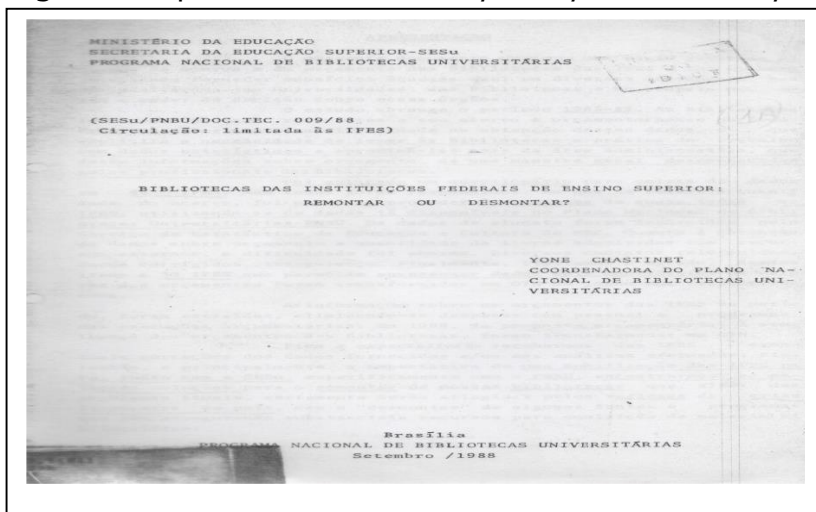 MINISTÉRIO DA EDUCAÇÃO
SECRETARIA DA EDUCAÇÃO SUPERIOR-SESu
PROGRAMA NACIONAL DE BIBLIOTECAS UNIVERSITÁRIAS
(SESu/PNBU/DOC.TEC. 009/88
Circulação: limitada às IFES)
BIBLIOTECAS DAS INSTITUIÇÕES FEDERAIS DE ENSINO SUPERIOR:
REMONTAR OU DESMONTAR?
YONE CHASTINET
COORDENADORA DO PLANO NA-
CIONAL DE BIBLIOTECAS UNI-
VERSITÁRIAS
Brasília
PROGRAMA NACIONAL DE BIBLIOTECAS UNIVERSITÁRIAS
Setembro /1988